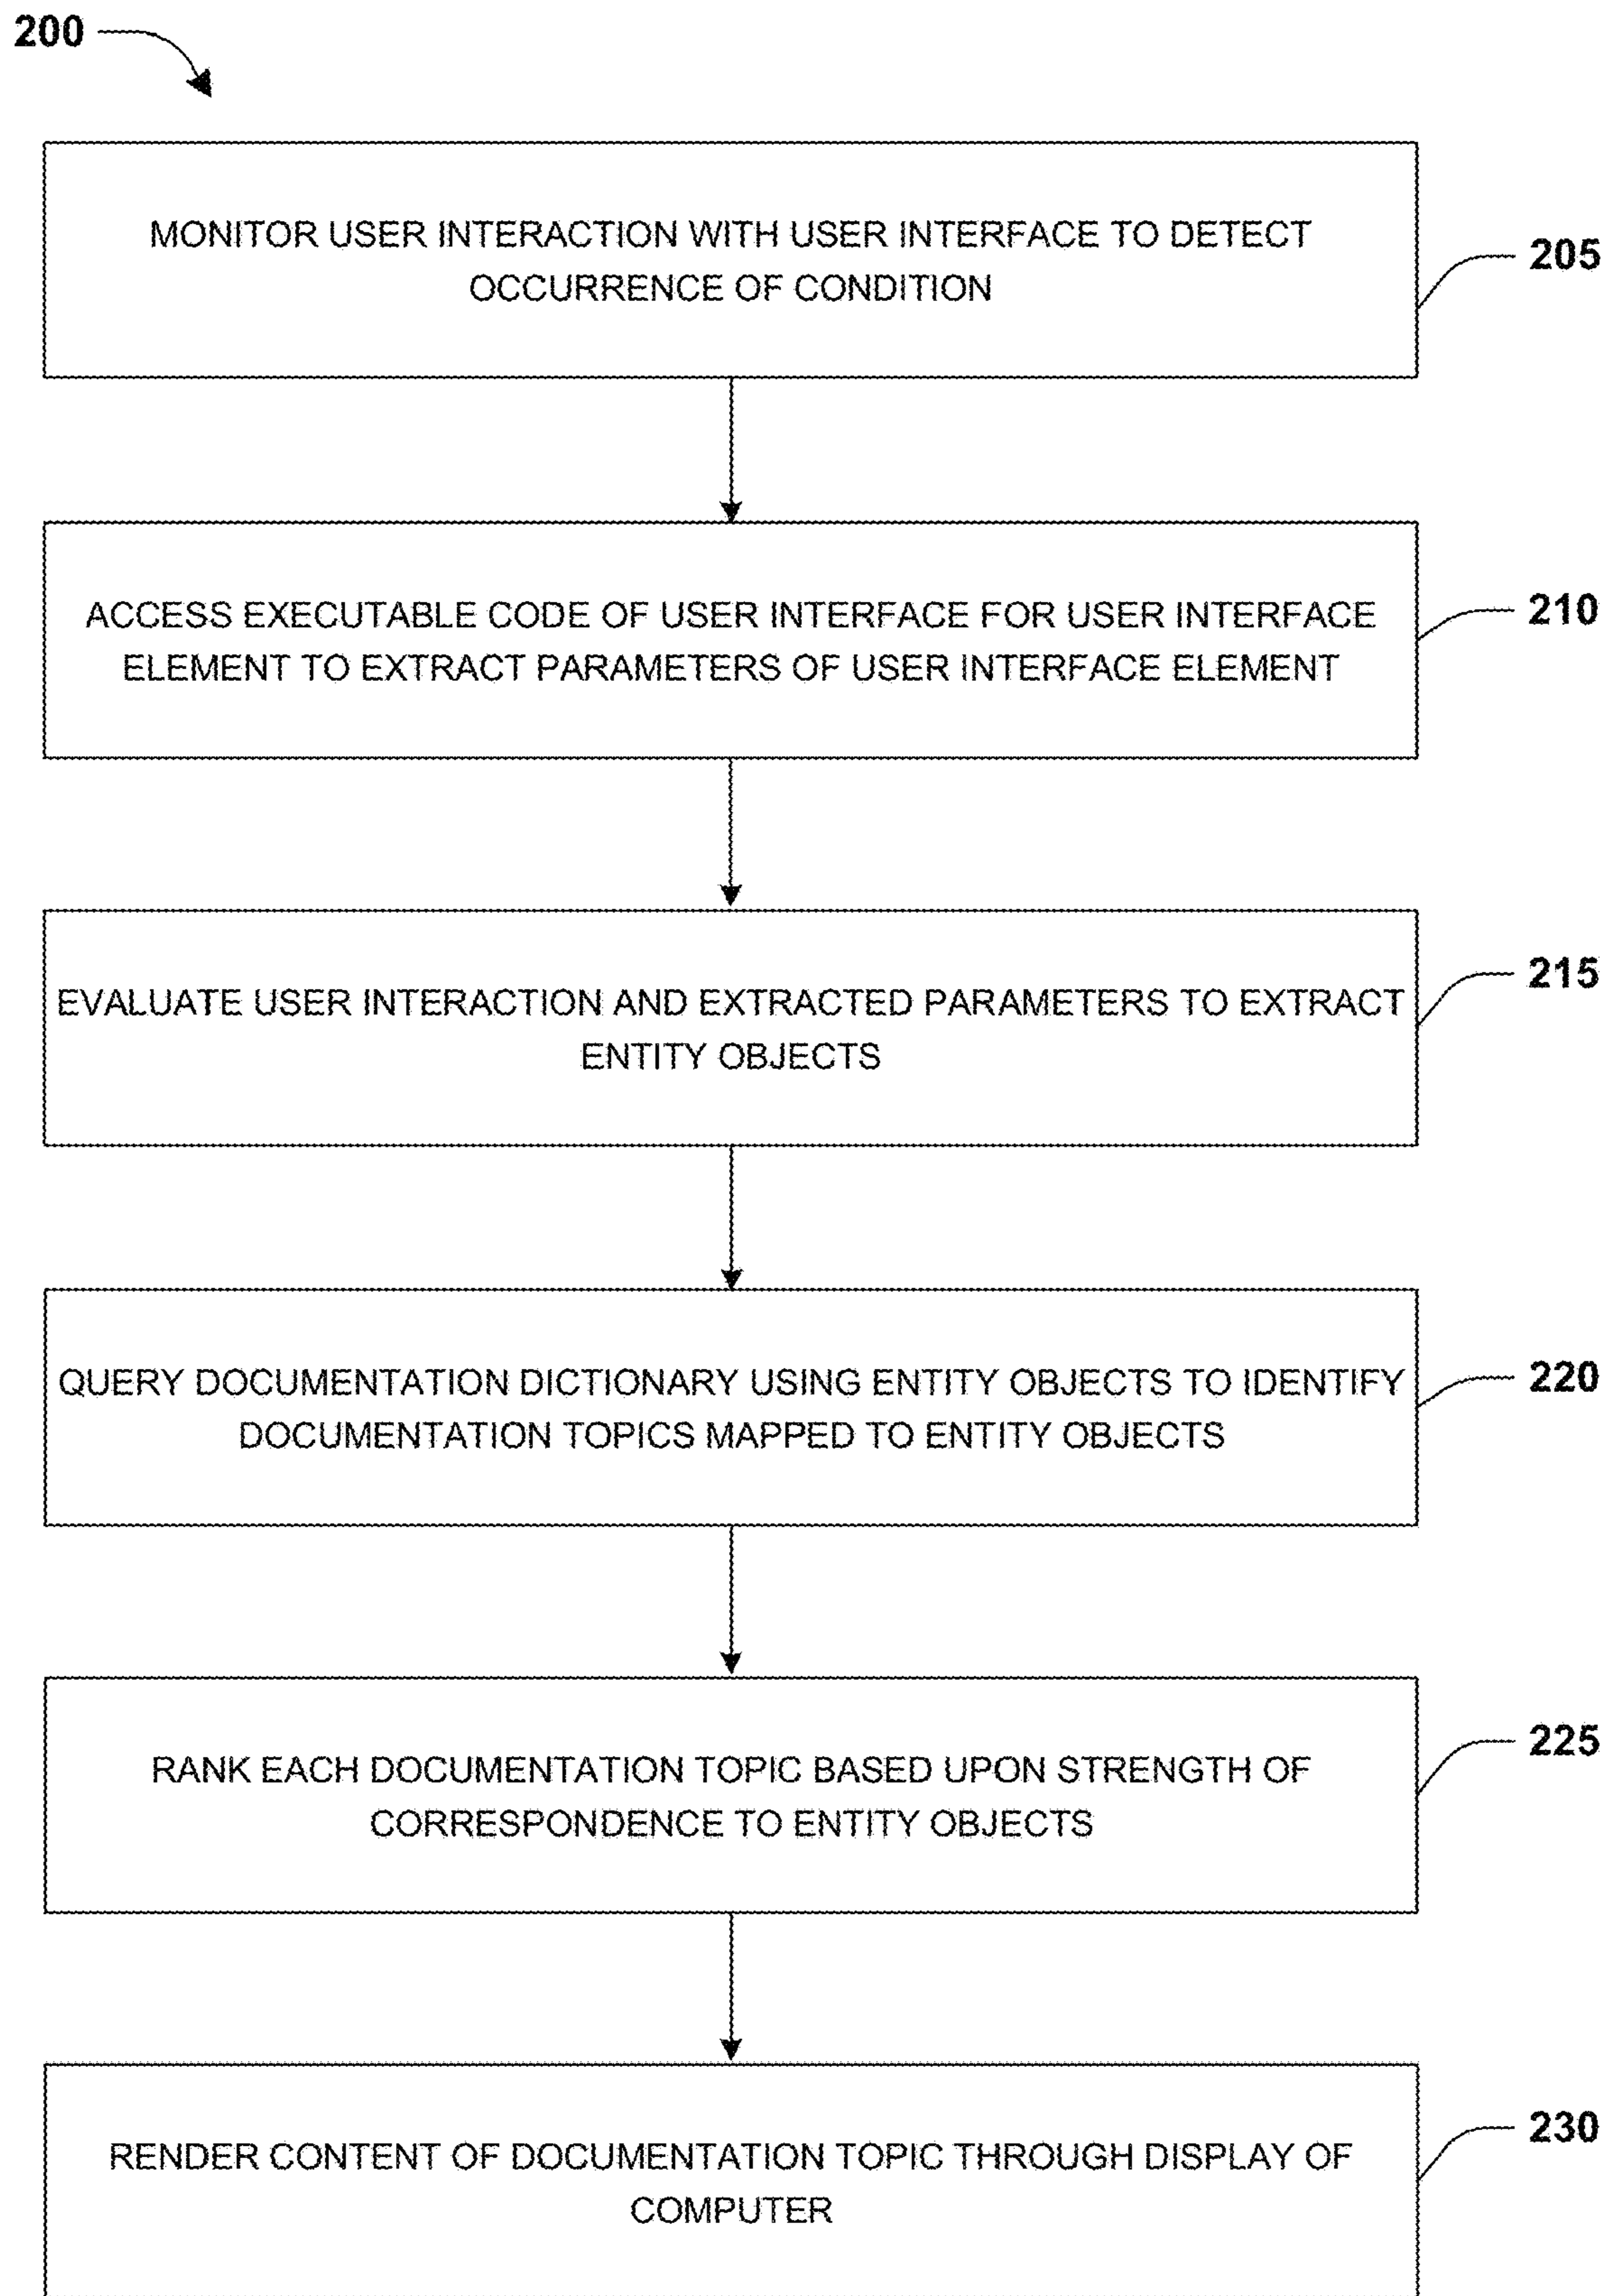 200
MONITOR USER INTERACTION WITH USER INTERFACE TO DETECT
OCCURRENCE OF CONDITION
205
ACCESS EXECUTABLE CODE OF USER INTERFACE FOR USER INTERFACE
ELEMENT TO EXTRACT PARAMETERS OF USER INTERFACE ELEMENT
210
EVALUATE USER INTERACTION AND EXTRACTED PARAMETERS TO EXTRACT
ENTITY OBJECTS
215
QUERY DOCUMENTATION DICTIONARY USING ENTITY OBJECTS TO IDENTIFY
DOCUMENTATION TOPICS MAPPED TO ENTITY OBJECTS
220
RANK EACH DOCUMENTATION TOPIC BASED UPON STRENGTH OF
CORRESPONDENCE TO ENTITY OBJECTS
225
RENDER CONTENT OF DOCUMENTATION TOPIC THROUGH DISPLAY OF
COMPUTER
230